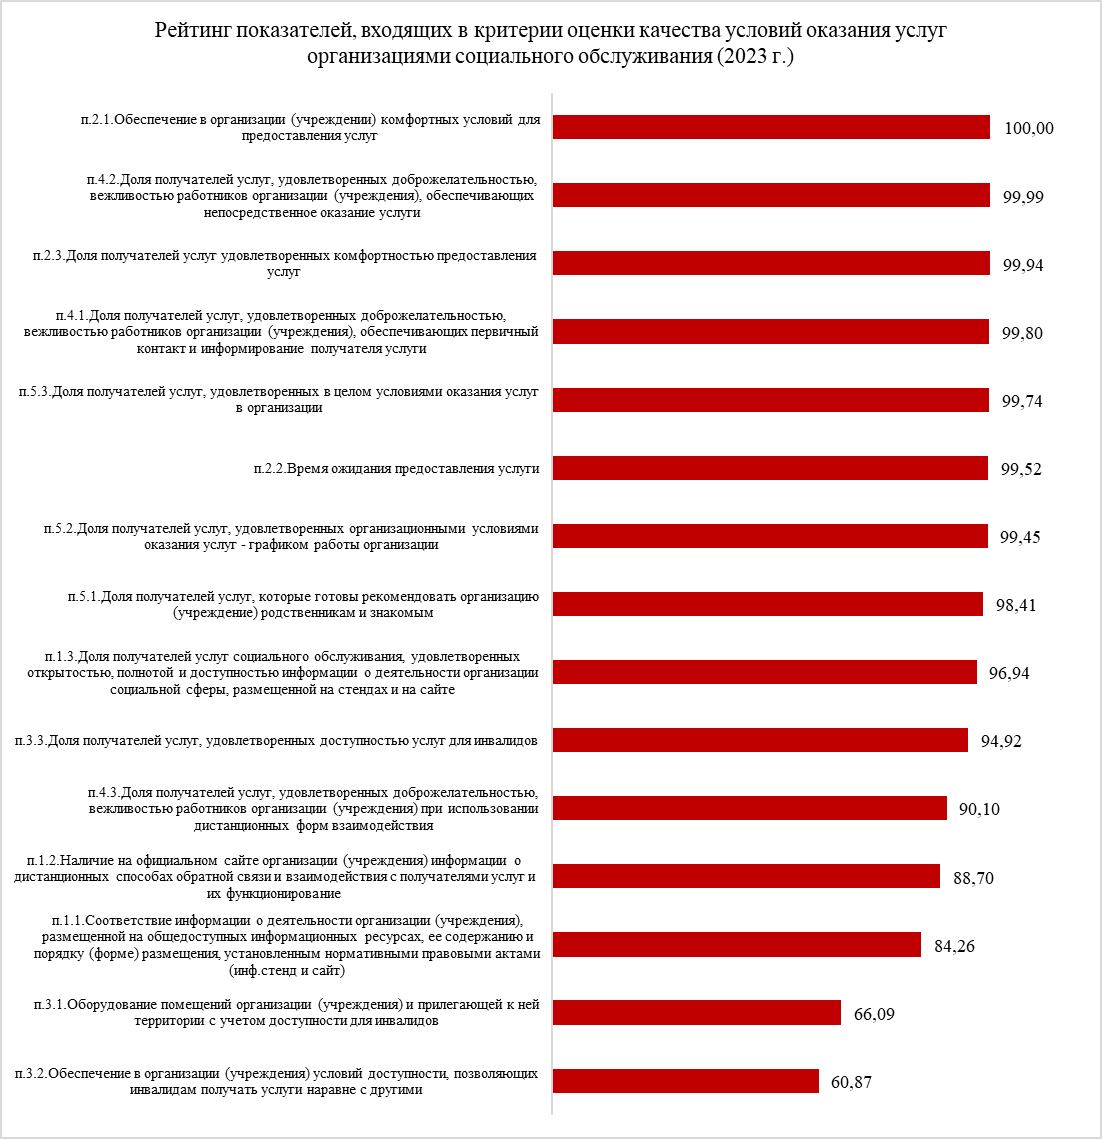 Рейтинг показателей, входящих в критерии оценки качества условий оказания услуг
организациями социального обслуживания (2023 г.)
п.2.1.Обеспечение в организации (учреждении) комфортных условий для
предоставления услуг
100,00
п.4.2.Доля получателей услуг, удовлетворенных доброжелательностью,
вежливостью работников организации (учреждения), обеспечивающих
непосредственное оказание услуги
99,99
п.2.3.Доля получателей услуг удовлетворенных комфортностью предоставления
услуг
99,94
п.4.1.Доля получателей услуг, удовлетворенных доброжелательностью,
вежливостью работников организации (учреждения), обеспечивающих первичный
контакт и информирование получателя услуги
99,80
п.5.3.Доля получателей услуг, удовлетворенных в целом условиями оказания услуг
в организации
99,74
п.2.2.Время ожидания предоставления услуги
99,52
п.5.2.Доля получателей услуг, удовлетворенных организационными условиями
оказания услуг - графиком работы организации
99,45
п.5.1.Доля получателей услуг, которые готовы рекомендовать организацию
(учреждение) родственникам и знакомым
98,41
п.1.3.Доля получателей услуг социального обслуживания, удовлетворенных
открытостью, полнотой и доступностью информации о деятельности организации
социальной сферы, размещенной на стендах и на сайте
96,94
п.3.3.Доля получателей услуг, удовлетворенных доступностью услуг для инвалидов
94,92
п.4.3.Доля получателей услуг, удовлетворенных доброжелательностью,
вежливостью работников организации (учреждения) при использовании
дистанционных форм взаимодействия
90,10
п.1.2.Наличие на официальном сайте организации (учреждения) информации о
дистанционных способах обратной связи и взаимодействия с получателями услуг и
их функционирование
88,70
п.1.1.Соответствие информации о деятельности организации (учреждения),
размещенной на общедоступных информационных ресурсах, ее содержанию и
порядку (форме) размещения, установленным нормативными правовыми актами
(инф.стенд и сайт)
84,26
п.3.1.Оборудование помещений организации (учреждения) и прилегающей к ней
территории с учетом доступности для инвалидов
66,09
п.3.2.Обеспечение в организации (учреждения) условий доступности, позволяющих
инвалидам получать услуги наравне с другими
60,87